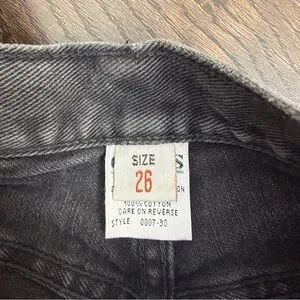 SIZE
26
100% COTTON
CARE ON REVERSE
STYLE 0007-30